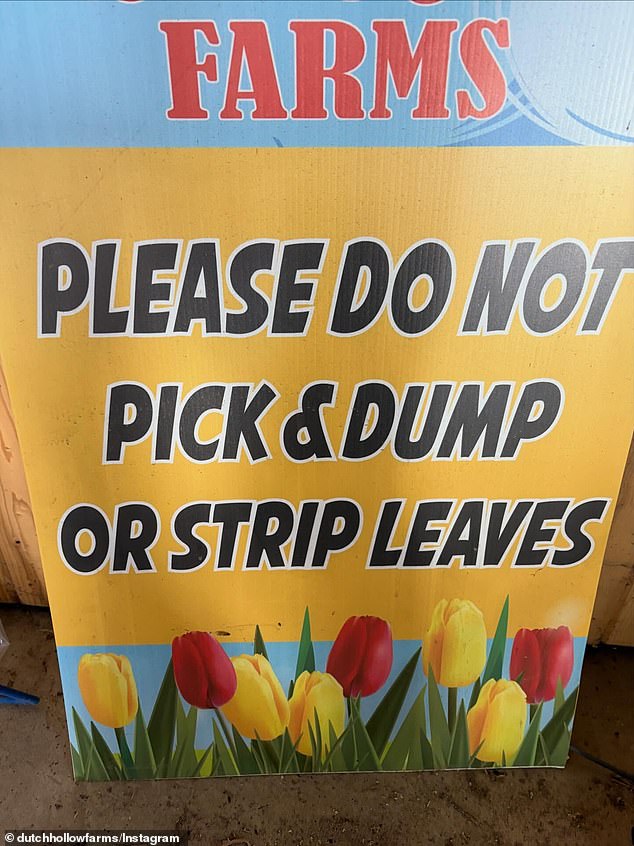 FARMS
PLEASE DO NOT
PICK & DUMP
OR STRIP LEAVES
© dutchhollowfarms/Instagram